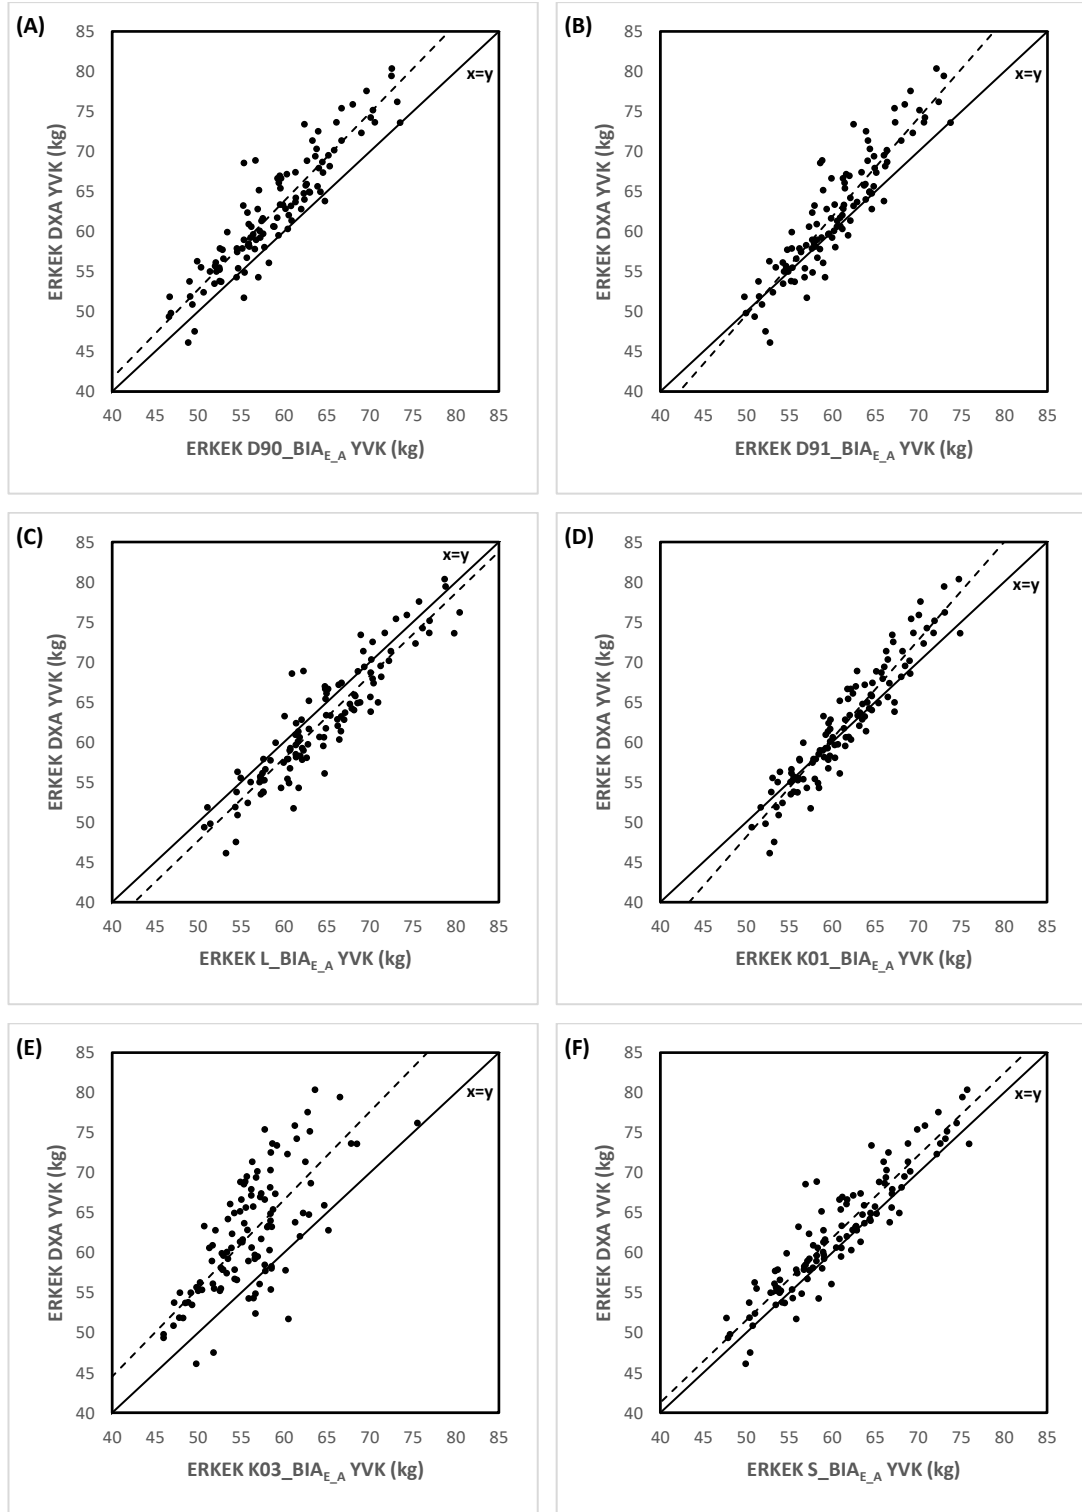 (A)
85
80
75
70
65
60
55
50
45
40
ERKEK DXA YVK (kg)
x=y
40 45 50 55 60 65 70 75 80 85
ERKEK D90_BIAE_A YVK (kg)
(B)
85
80
75
70
65
60
55
50
45
40
ERKEK DXA YVK (kg)
x=y
40 45 50 55 60 65 70 75 80 85
ERKEK D91_BIAE_A YVK (kg)
(C)
85
80
75
70
65
60
55
50
45
40
ERKEK DXA YVK (kg)
x=y
40 45 50 55 60 65 70 75 80 85
ERKEK L_BIAE_A YVK (kg)
(D)
85
80
75
70
65
60
55
50
45
40
ERKEK DXA YVK (kg)
x=y
40 45 50 55 60 65 70 75 80 85
ERKEK K01_BIAE_A YVK (kg)
(E)
85
80
75
70
65
60
55
50
45
40
ERKEK DXA YVK (kg)
x=y
40 45 50 55 60 65 70 75 80 85
ERKEK K03_BIAE_A YVK (kg)
(F)
85
80
75
70
65
60
55
50
45
40
ERKEK DXA YVK (kg)
x=y
40 45 50 55 60 65 70 75 80 85
ERKEK S_BIAE_A YVK (kg)